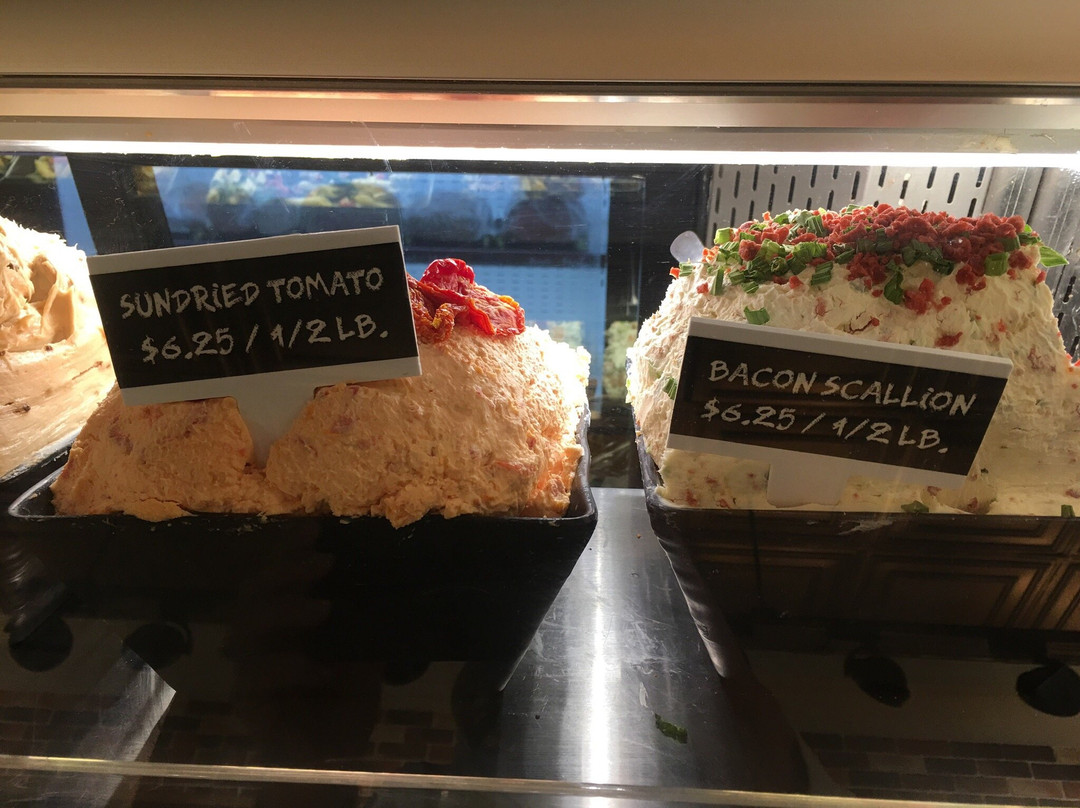 SUNDRiED TOMATO
$6.25 / 1/2 LB.
BACON SCALLiON
$6.25 / 1/2 LB.